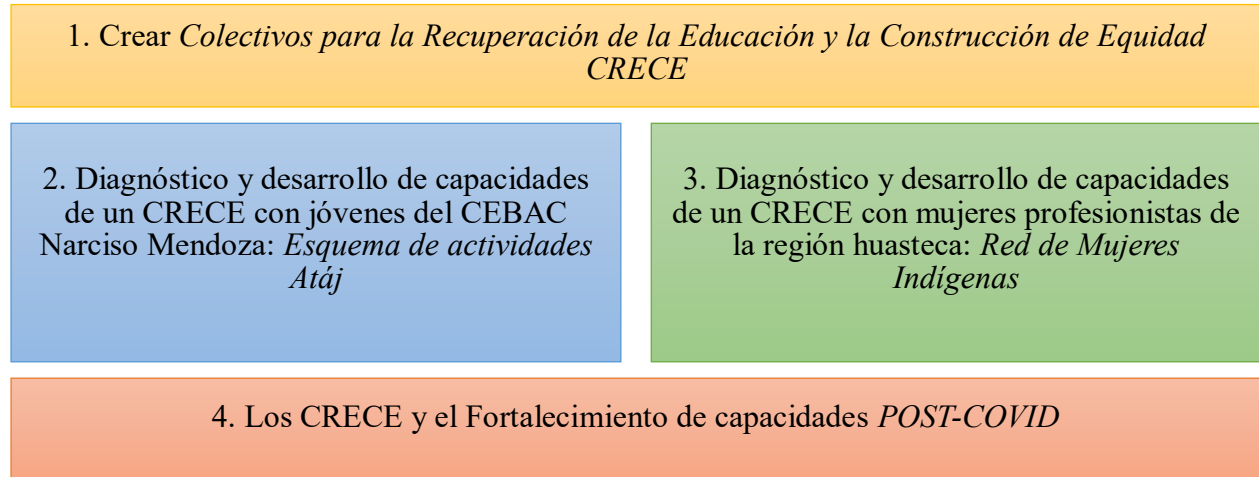 1. Crear Colectivos para la Recuperación de la Educación y la Construcción de Equidad
CRECE
2. Diagnóstico y desarrollo de capacidades
de un CRECE con jóvenes del CEBAC
Narciso Mendoza: Esquema de actividades
Atáj
3. Diagnóstico y desarrollo de capacidades
de un CRECE con mujeres profesionistas de
la región huasteca: Red de Mujeres
Indígenas
4. Los CRECE y el Fortalecimiento de capacidades POST-COVID